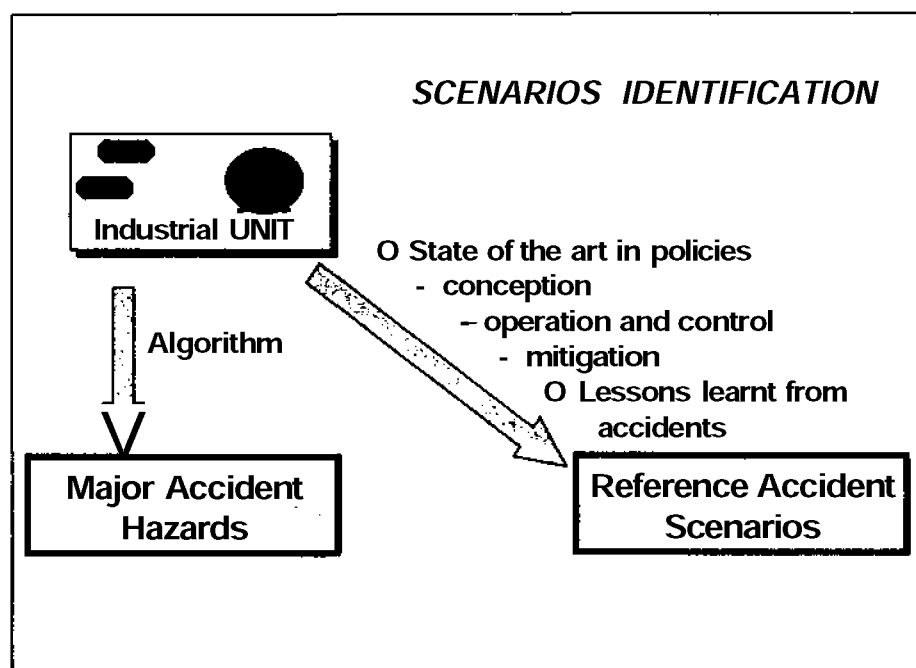 SCENARIOS IDENTIFICATION
Industrial UNIT
O State of the art in policies
- conception
- operation and control
- mitigation
O Lessons learnt from
accidents
Algorithm
Major Accident
Hazards
Reference Accident
Scenarios